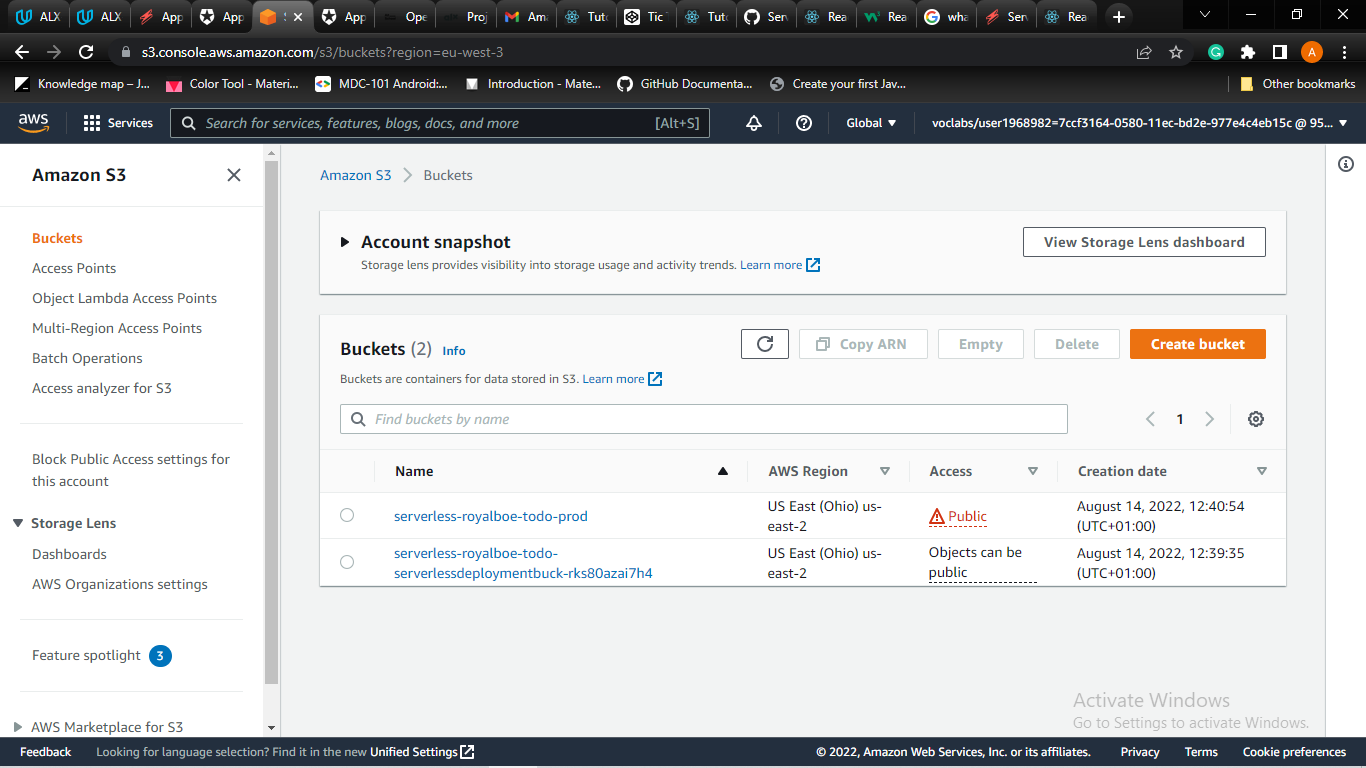 ALX
ALX
App
App
S
App
Ope
Proj
Ama
Tuto
Tic
Tuto
Serv
Rea
Rea
wha
Serv
Rea
s3.console.aws.amazon.com/s3/buckets?region=eu-west-3
A
Knowledge map – J...
Color Tool - Materi...
MDC-101 Android:...
Introduction - Mate...
GitHub Documenta...
Create your first Jav...
Other bookmarks
aws
Services
Search for services, features, blogs, docs, and more
[Alt+S]
Global
voclabs/user1968982=7ccf3164-0580-11ec-bd2e-977e4c4eb15c @ 95...
Amazon S3
Buckets
Access Points
Object Lambda Access Points
Multi-Region Access Points
Batch Operations
Access analyzer for S3
Block Public Access settings for
this account
Storage Lens
Dashboards
AWS Organizations settings
Feature spotlight 3
AWS Marketplace for S3
Amazon S3 > Buckets
Account snapshot
Storage lens provides visibility into storage usage and activity trends. Learn more
View Storage Lens dashboard
Buckets (2) Info
Copy ARN
Empty
Delete
Create bucket
Buckets are containers for data stored in S3. Learn more
Find buckets by name
1
Name
AWS Region
Access
Creation date
serverless-royalboe-todo-prod
US East (Ohio) us-
east-2
Public
August 14, 2022, 12:40:54
(UTC+01:00)
serverless-royalboe-todo-
serverlessdeploymentbuck-rks80azai7h4
US East (Ohio) us-
east-2
Objects can be
public
August 14, 2022, 12:39:35
(UTC+01:00)
Activate Windows
Go to Settings to activate Windows.
Feedback
Looking for language selection? Find it in the new Unified Settings
© 2022, Amazon Web Services, Inc. or its affiliates.
Privacy
Terms
Cookie preferences